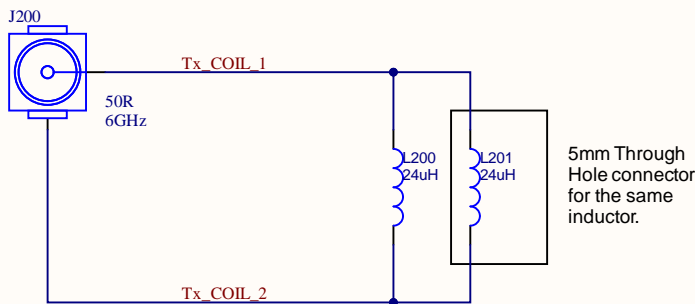 J200
Tx_COIL_1
50R
6GHz
L200
24uH
L201
24uH
5mm Through
Hole connector
for the same
inductor.
Tx_COIL_2